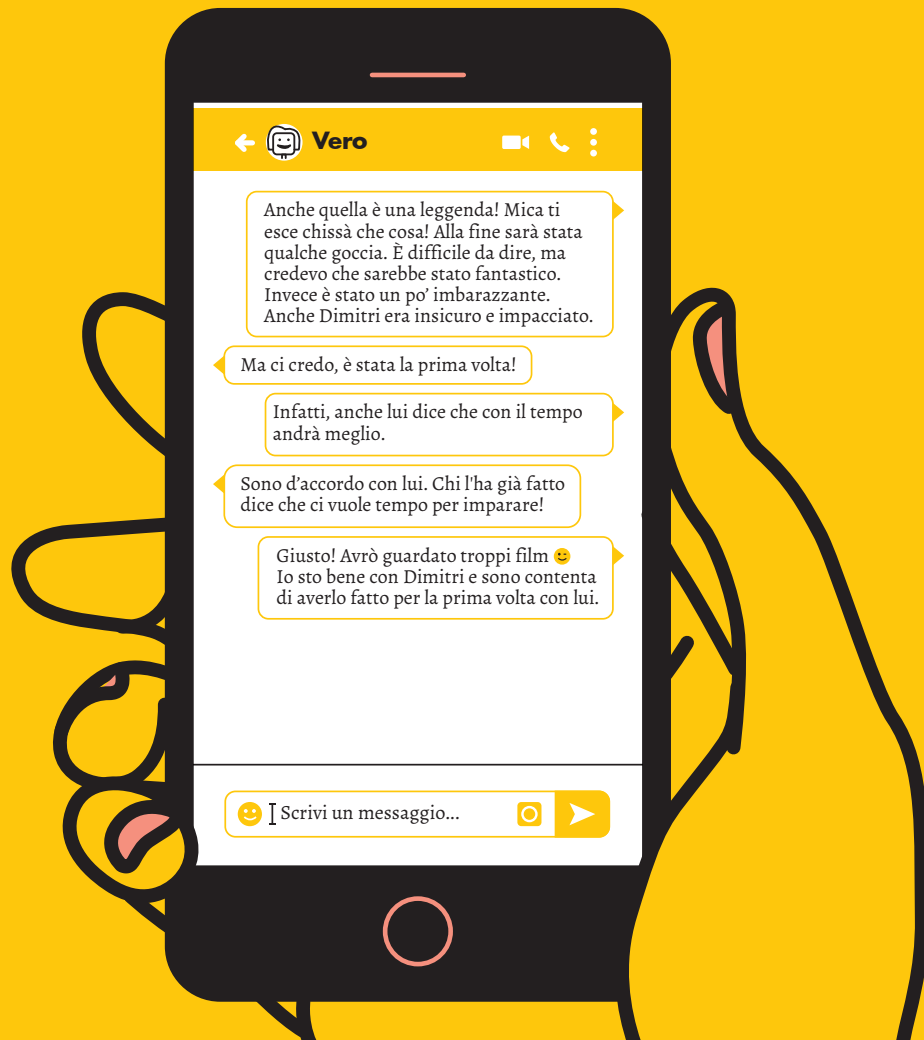 Vero
Anche quella è una leggenda! Mica ti
esce chissà che cosa! Alla fine sarà stata
qualche goccia. È difficile da dire, ma
credevo che sarebbe stato fantastico.
Invece è stato un po’ imbarazzante.
Anche Dimitri era insicuro e impacciato.
Ma ci credo, è stata la prima volta!
Infatti, anche lui dice che con il tempo
andrà meglio.
Sono d’accordo con lui. Chi l'ha già fatto
dice che ci vuole tempo per imparare!
Giusto! Avrò guardato troppi film 🙂
Io sto bene con Dimitri e sono contenta
di averlo fatto per la prima volta con lui.
Scrivi un messaggio...